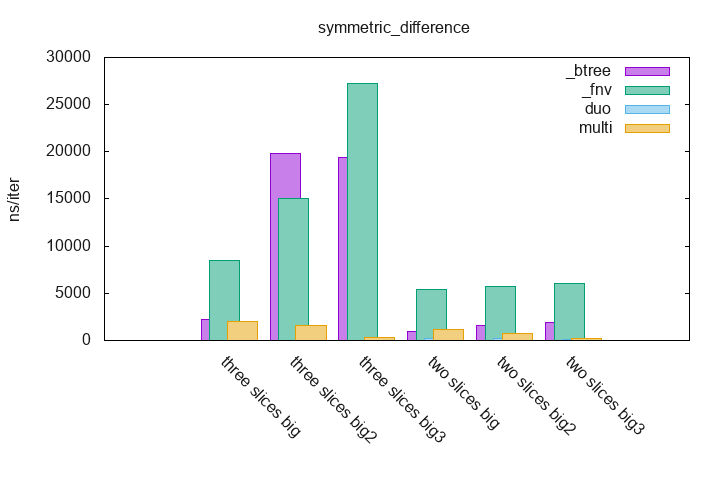 symmetric_difference
30000
25000
20000
15000
10000
5000
0
ns/iter
_btree
_fnv
duo
multi
three slices big
three slices big2
three slices big3
two slices big
two slices big2
two slices big3